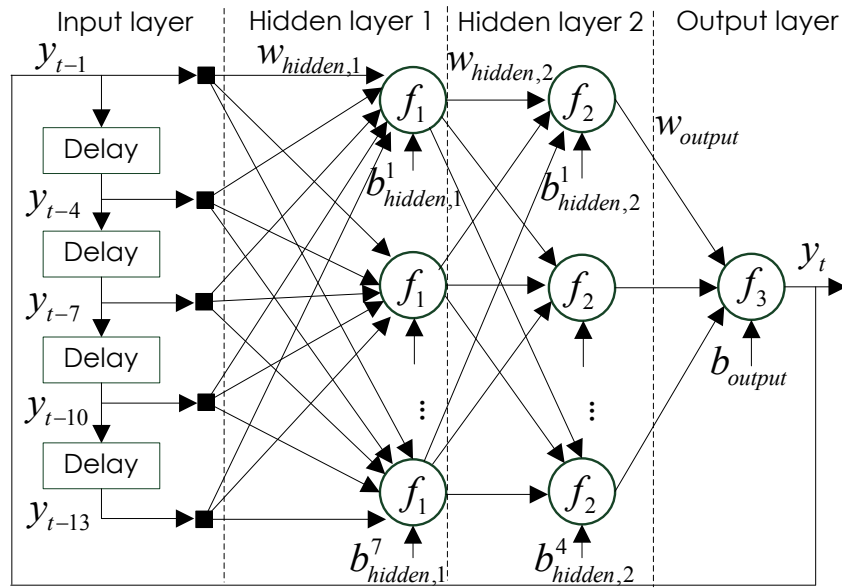 Input layer
Hidden layer 1
Hidden layer 2
Output layer
y_{t-1}
w_{hidden,1}
w_{hidden,2}
f_1
f_2
w_{output}
Delay
b^1_{hidden,1}
b^1_{hidden,2}
y_{t-4}
Delay
f_1
f_2
f_3
y_t
y_{t-7}
Delay
b_{output}
...
...
y_{t-10}
Delay
f_1
f_2
y_{t-13}
b^7_{hidden,1}
b^4_{hidden,2}